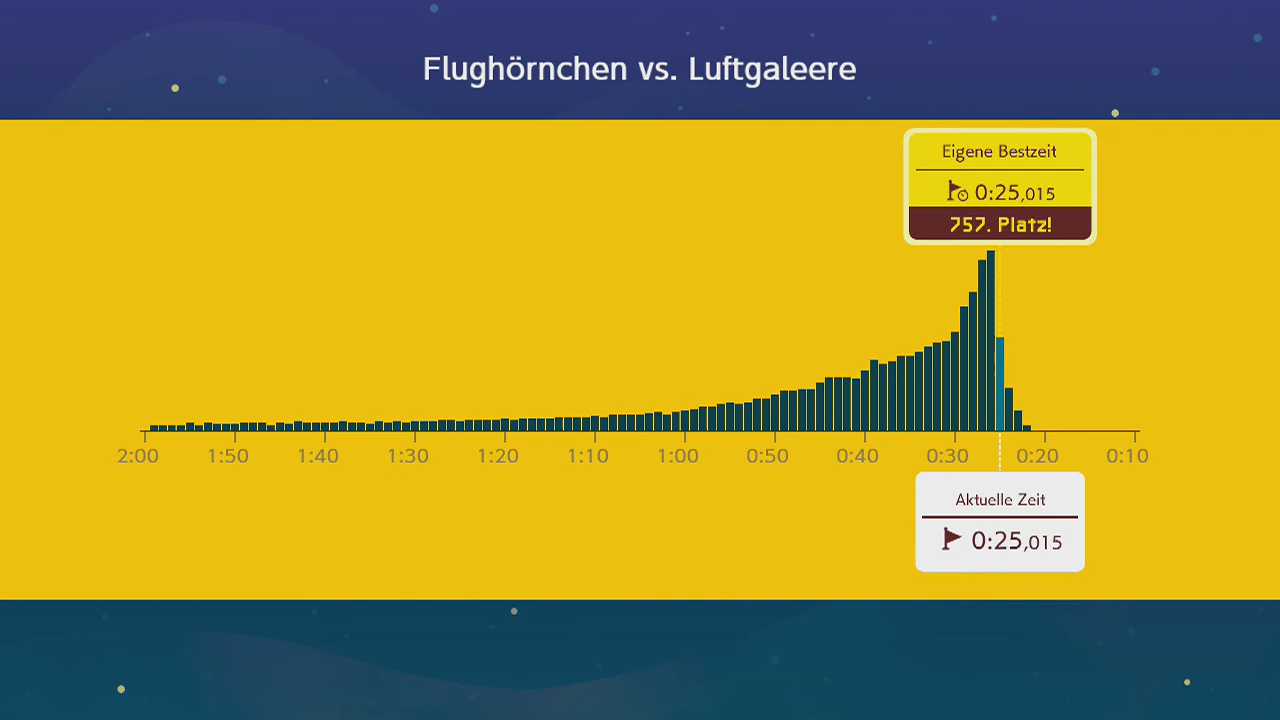 Flughörnchen vs. Luftgaleere
Eigene Bestzeit
0:25,015
757. Platz!
2:00 1:50 1:40 1:30 1:20 1:10 1:00 0:50 0:40 0:30 0:20 0:10
Aktuelle Zeit
0:25,015